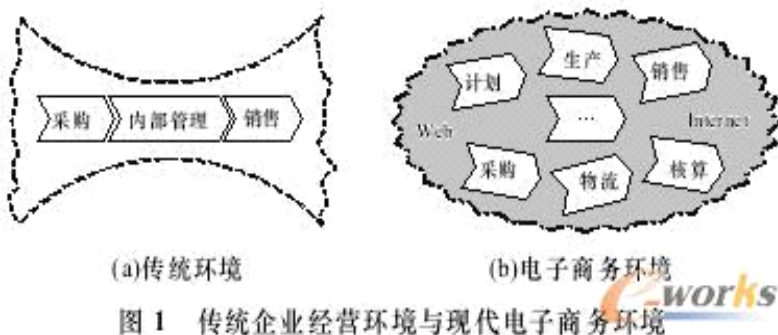 采购 内部管理 销售
计划 生产 销售
Web … Internet
采购 物流 核算
(a)传统环境
(b)电子商务环境
图 1 传统企业经营环境与现代电子商务环境
e-works